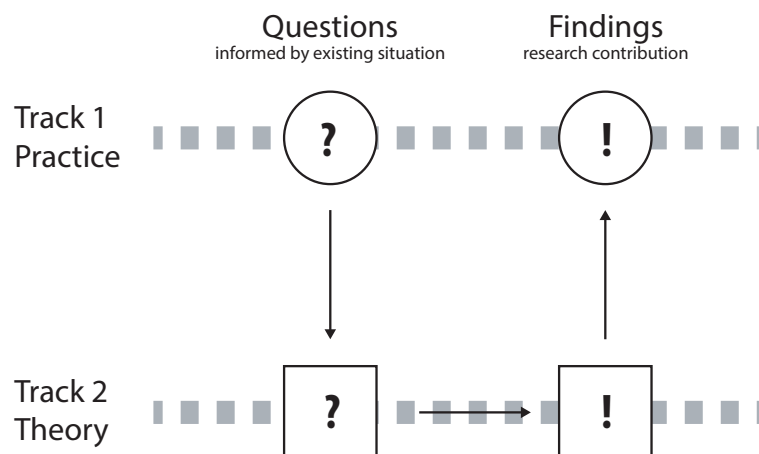 Questions
informed by existing situation
Findings
research contribution
Track 1
Practice
?
!
Track 2
Theory
?
!